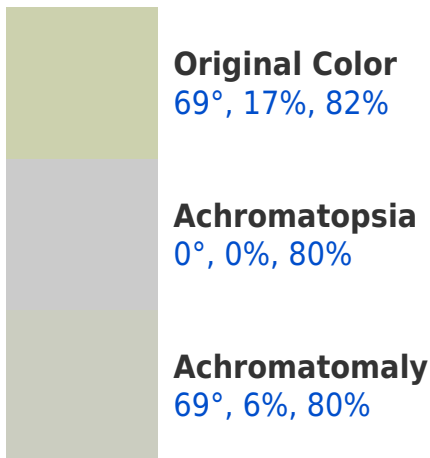 Original Color
69°, 17%, 82%
Achromatopsia
0°, 0%, 80%
Achromatomaly
69°, 6%, 80%